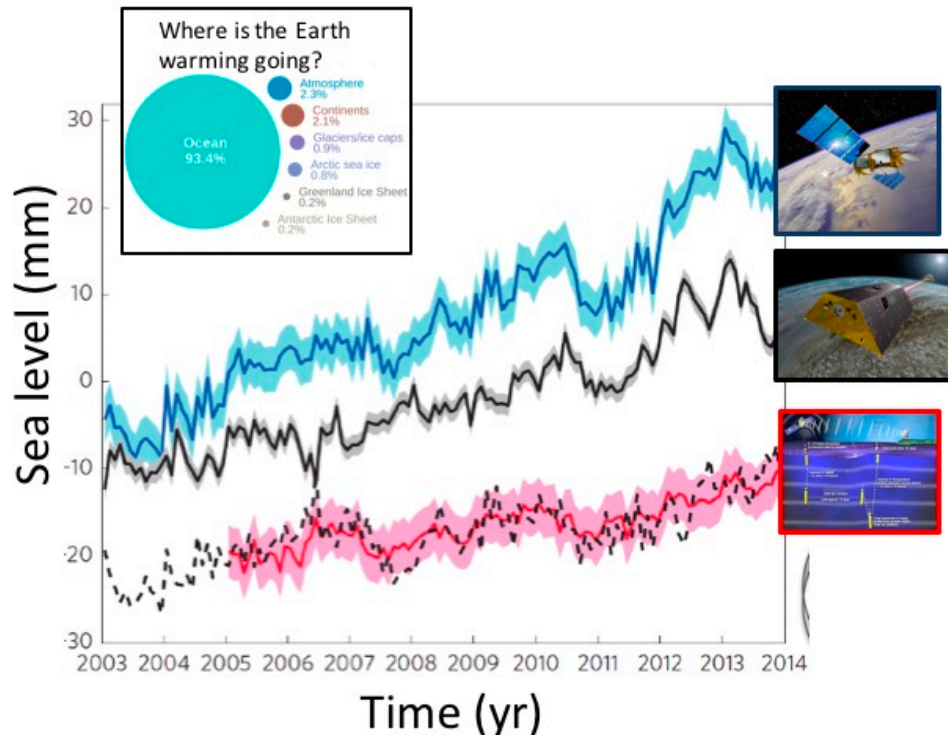 Where is the Earth
warming going?
Ocean
93.4%
Atmosphere
2.3%
Continents
2.1%
Glaciers/ice caps
0.9%
Arctic sea ice
0.8%
Greenland Ice Sheet
0.2%
Antarctic Ice Sheet
0.2%
Sea level (mm)
30
20
10
0
-10
-20
-30
2003 2004 2005 2006 2007 2008 2009 2010 2011 2012 2013 2014
Time (yr)